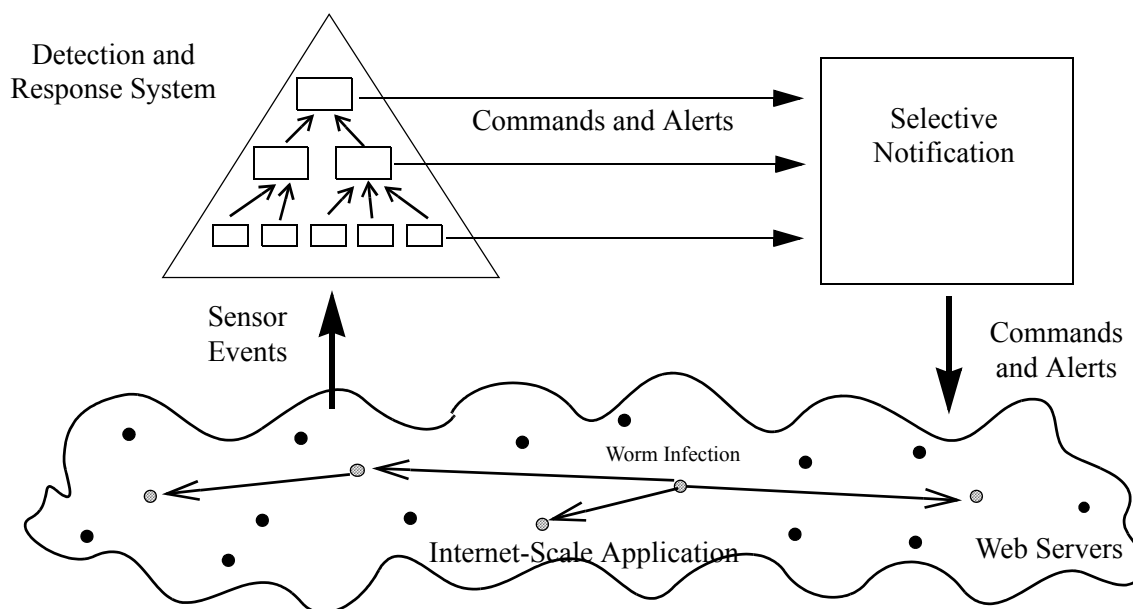 Detection and
Response System
Commands and Alerts
Selective
Notification
Sensor
Events
Commands
and Alerts
Worm Infection
Internet-Scale Application
Web Servers